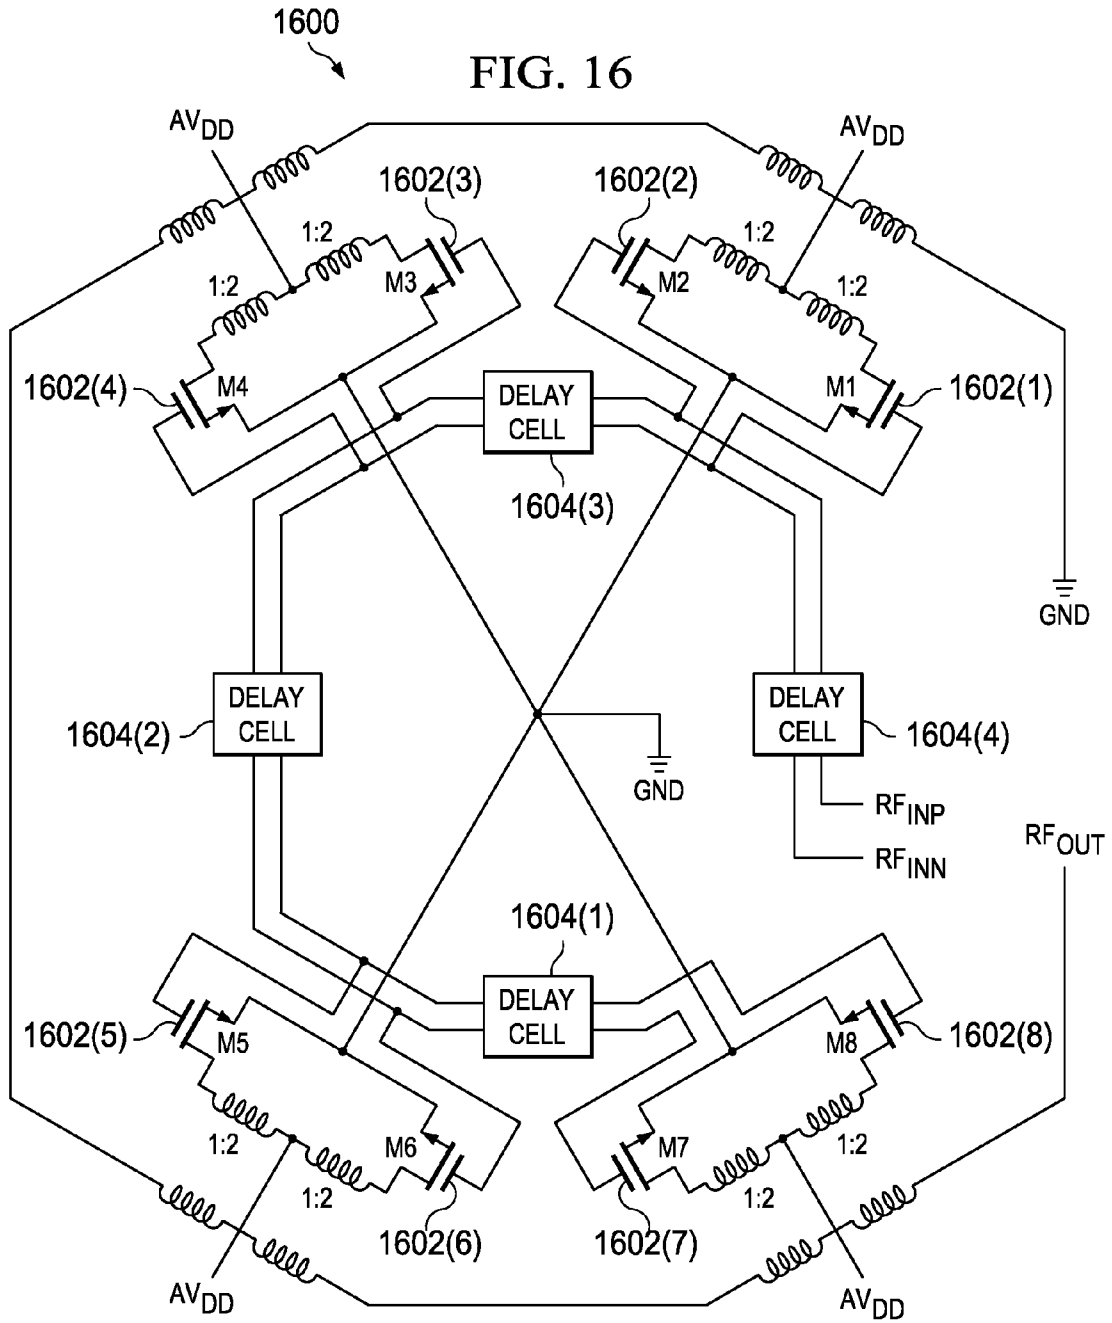 1600
FIG. 16
AVDD
AVDD
1602(3)
1602(2)
1:2
1:2
M3
M2
1:2
1:2
1602(4)
M4
M1
1602(1)
DELAY
CELL
1604(3)
GND
DELAY
CELL
1604(2)
DELAY
CELL
1604(4)
GND
RFINP
RFINN
RFOUT
1604(1)
DELAY
CELL
1602(5)
M5
M8
1602(8)
1:2
M6
M7
1:2
1:2
1:2
1602(6)
1602(7)
AVDD
AVDD